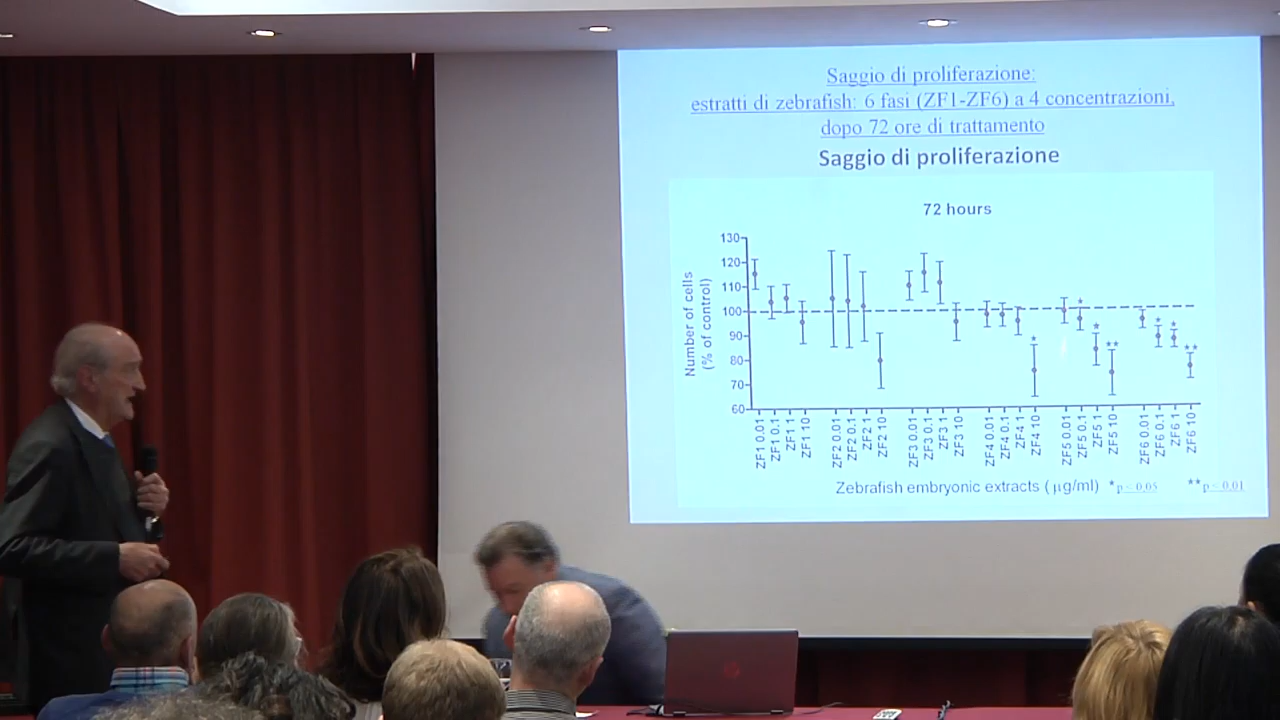 Saggio di proliferazione:
estratti di zebrafish: 6 fasi (ZF1-ZF6) a 4 concentrazioni,
dopo 72 ore di trattamento
Saggio di proliferazione
72 hours
Number of cells
(% of control)
130
120
110
100
90
80
70
60
* * * ** * * **
ZF1 0.01 ZF1 0.1 ZF1 1 ZF1 10 ZF2 0.01 ZF2 0.1 ZF2 1 ZF2 10 ZF3 0.01 ZF3 0.1 ZF3 1 ZF3 10 ZF4 0.01 ZF4 0.1 ZF4 1 ZF4 10 ZF5 0.01 ZF5 0.1 ZF5 1 ZF5 10 ZF6 0.01 ZF6 0.1 ZF6 1 ZF6 10
Zebrafish embryonic extracts (µg/ml) *p < 0.05 **p < 0.01